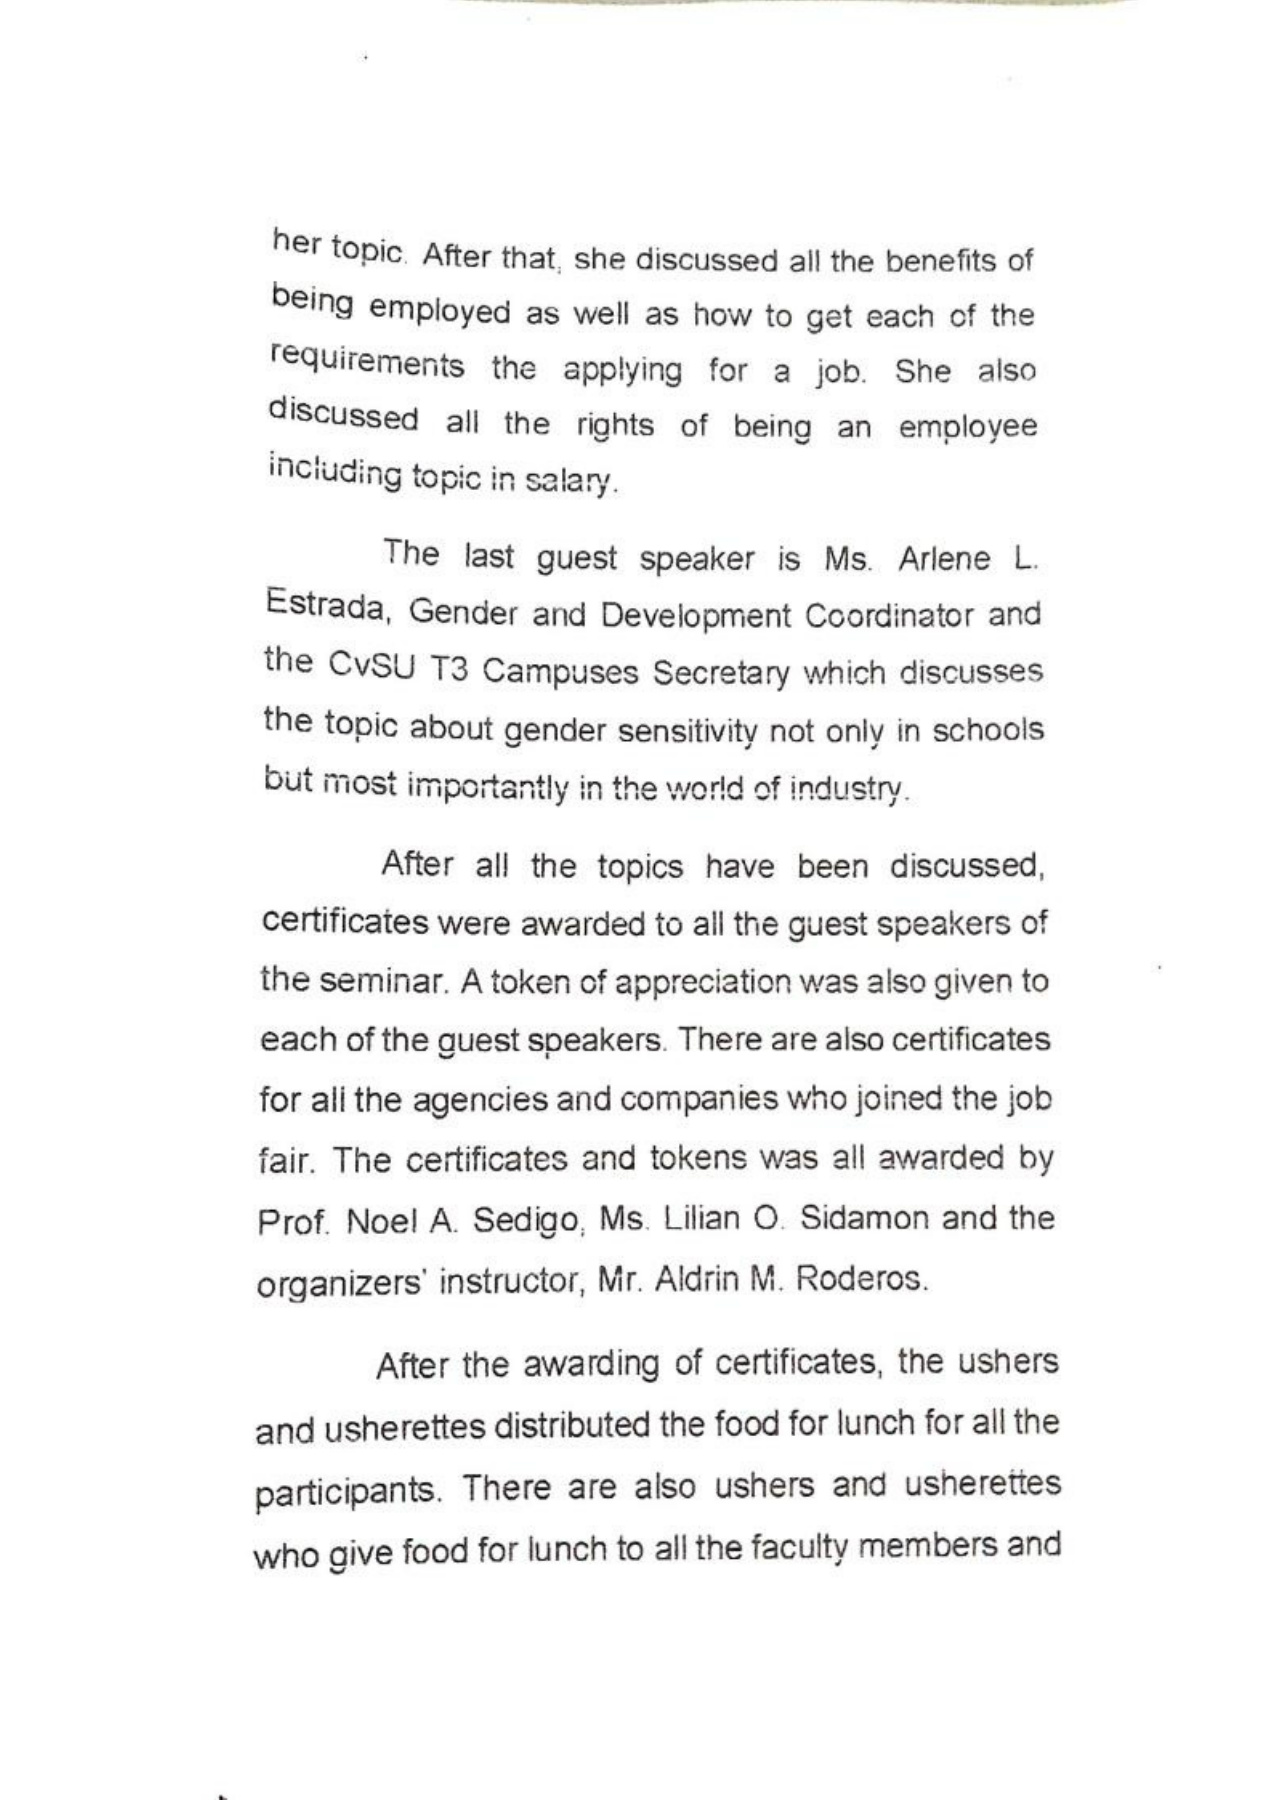 her topic. After that, she discussed all the benefits of
being employed as well as how to get each of the
requirements the applying for a job. She also
discussed all the rights of being an employee
including topic in salary.
The last guest speaker is Ms. Arlene L.
Estrada, Gender and Development Coordinator and
the CvSU T3 Campuses Secretary which discusses
the topic about gender sensitivity not only in schools
but most importantly in the world of industry.
After all the topics have been discussed,
certificates were awarded to all the guest speakers of
the seminar. A token of appreciation was also given to
each of the guest speakers. There are also certificates
for all the agencies and companies who joined the job
fair. The certificates and tokens was all awarded by
Prof. Noel A. Sedigo, Ms. Lilian O. Sidamon and the
organizers' instructor, Mr. Aldrin M. Roderos.
After the awarding of certificates, the ushers
and usherettes distributed the food for lunch for all the
participants. There are also ushers and usherettes
who give food for lunch to all the faculty members and